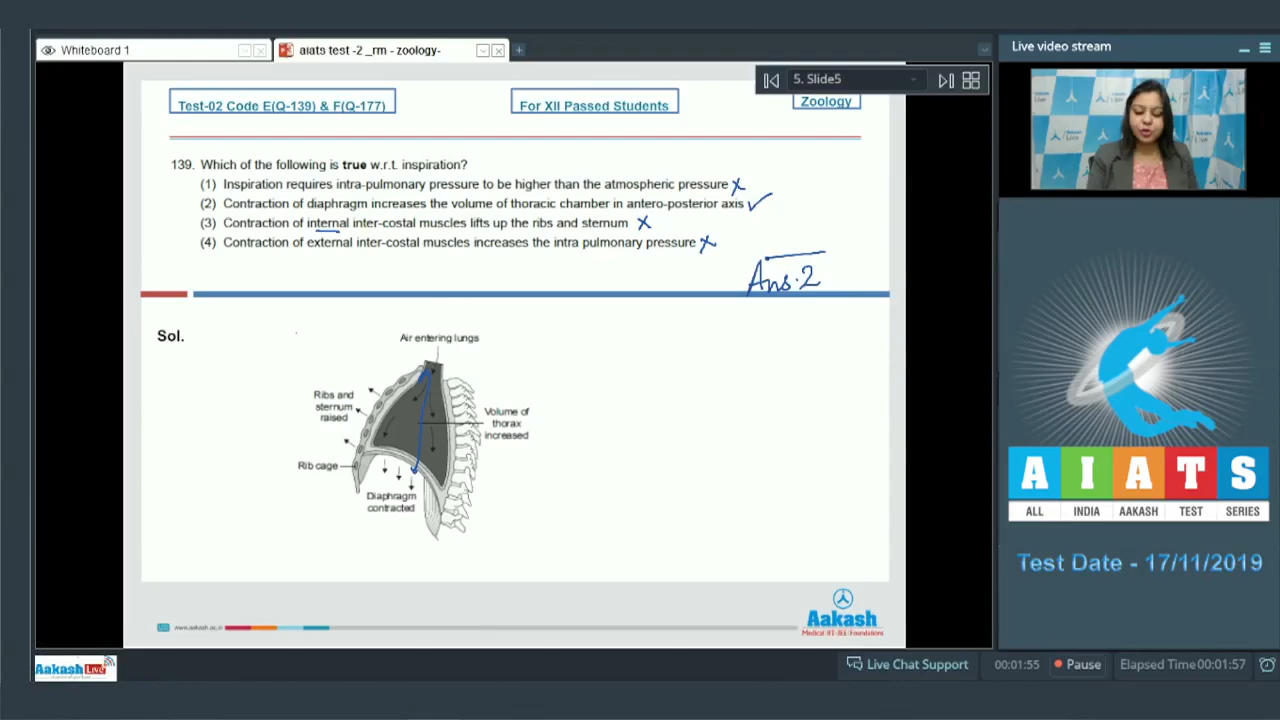 Whiteboard 1
aiats test -2 _rm - zoology-
Live video stream
5. Slide5
Test-02 Code E(Q-139) & F(Q-177)
For XII Passed Students
Zoology
139. Which of the following is true w.r.t. inspiration?
(1) Inspiration requires intra-pulmonary pressure to be higher than the atmospheric pressure
(2) Contraction of diaphragm increases the volume of thoracic chamber in antero-posterior axis
(3) Contraction of internal inter-costal muscles lifts up the ribs and sternum
(4) Contraction of external inter-costal muscles increases the intra pulmonary pressure
Ans. 2
Sol.
Air entering lungs
Ribs and
sternum
raised
Volume of
thorax
increased
Rib cage
Diaphragm
contracted
A I A T S
ALL INDIA AAKASH TEST SERIES
Test Date - 17/11/2019
Aakash
Medical|IIT-JEE|Foundations
www.aakash.ac.in
Aakash Live
Live Chat Support
00:01:55
Pause
Elapsed Time00:01:57